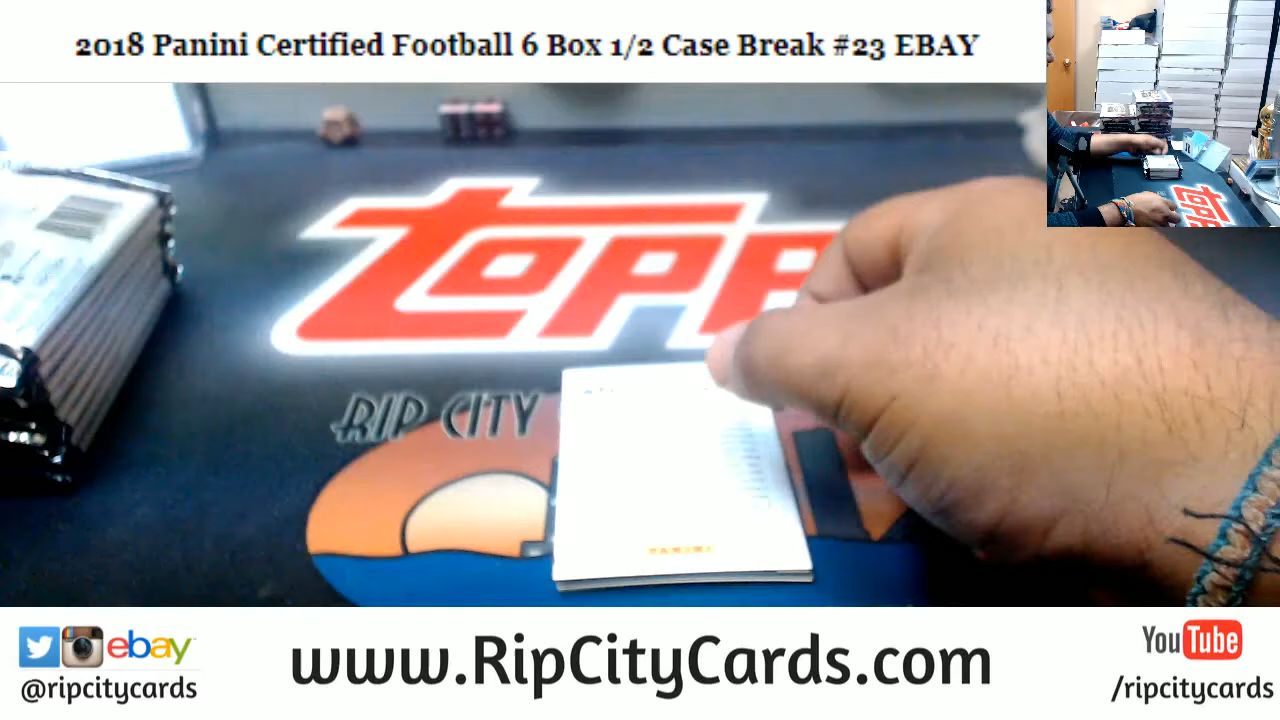 2018 Panini Certified Football 6 Box 1/2 Case Break #23 EBAY
TOPP
RIP CITY
PANINI
ebay
@ripcitycards
www.RipCityCards.com
YouTube
/ripcitycards